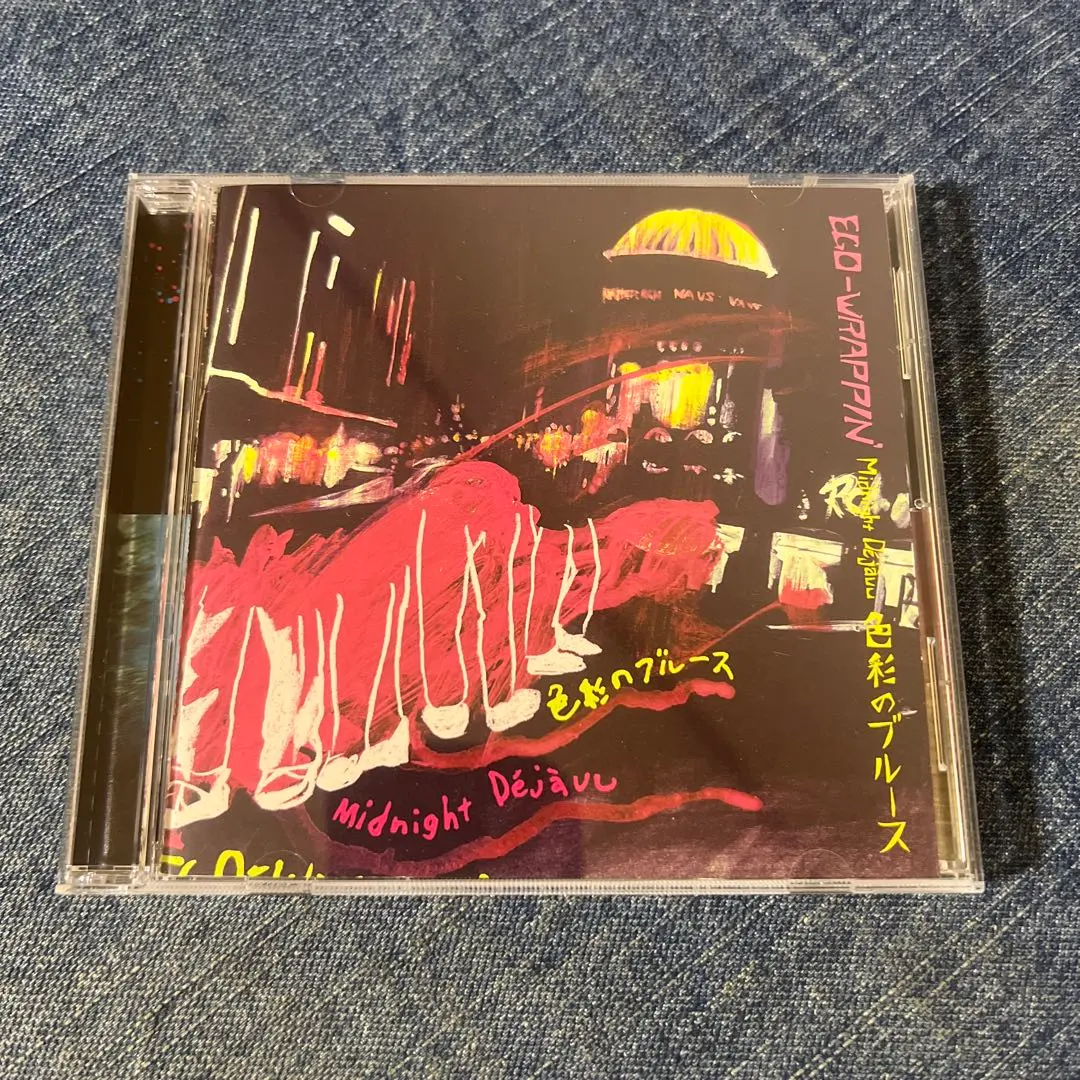 EGO-WRAPPIN'
Midnight Dejavu
色彩のブルース
色彩のブルース
Midnight Déjàvu